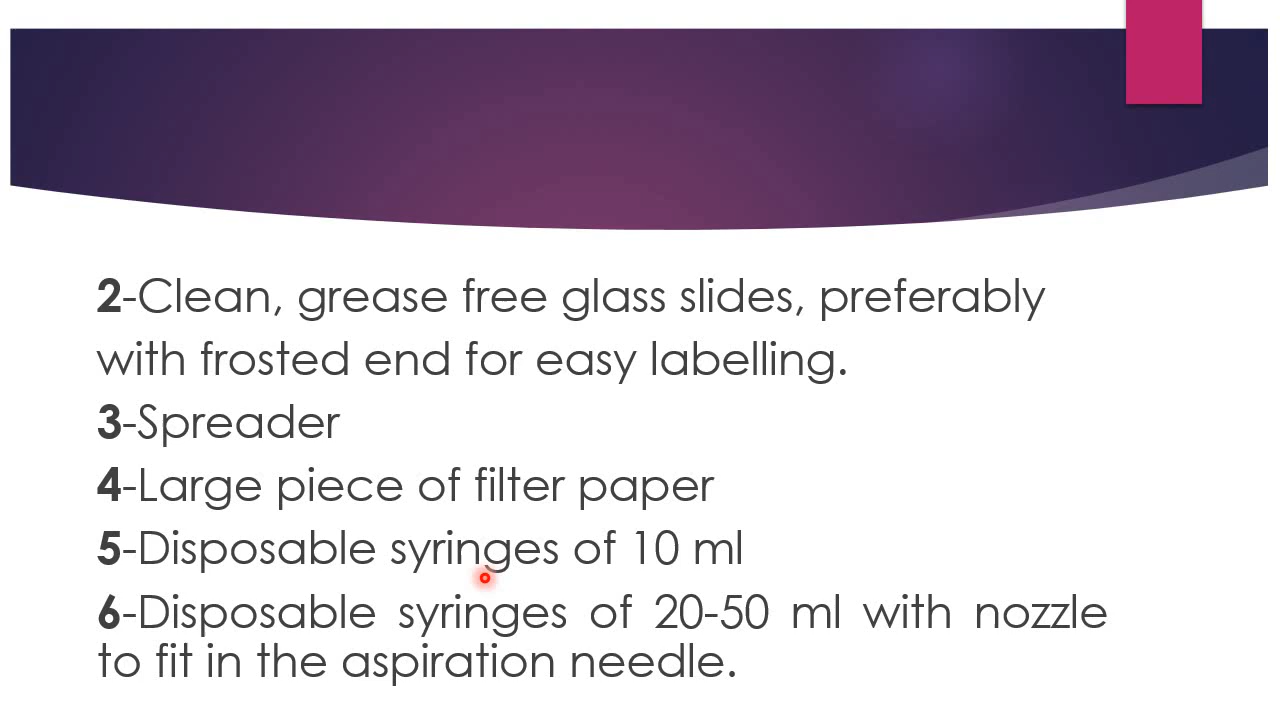 2-Clean, grease free glass slides, preferably
with frosted end for easy labelling.
3-Spreader
4-Large piece of filter paper
5-Disposable syringes of 10 ml
6-Disposable syringes of 20-50 ml with nozzle
to fit in the aspiration needle.